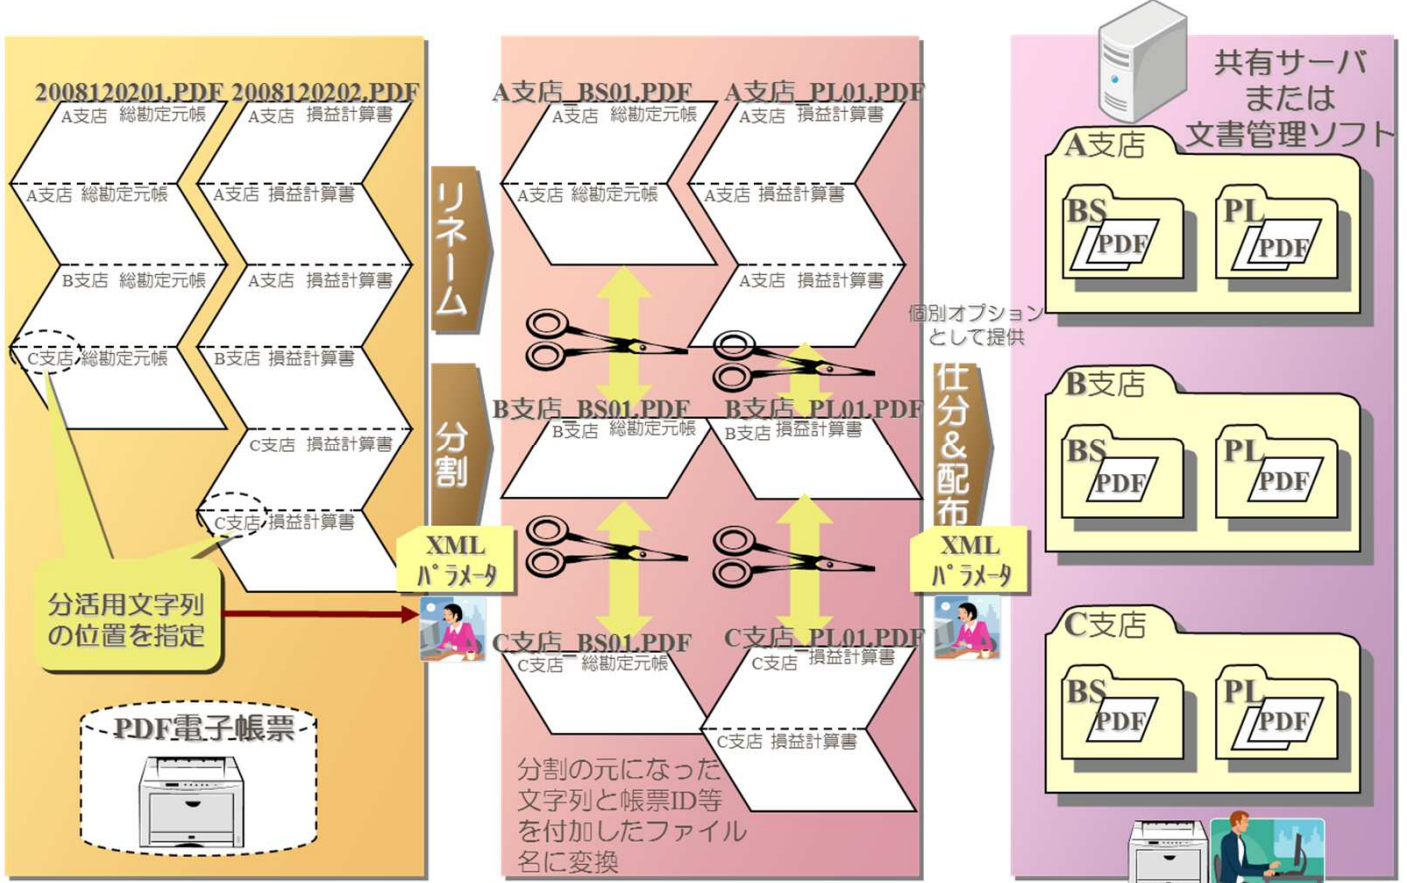 2008120201.PDF
A支店 総勘定元帳
A支店 総勘定元帳
B支店 総勘定元帳
C支店 総勘定元帳
2008120202.PDF
A支店 損益計算書
A支店 損益計算書
A支店 損益計算書
B支店 損益計算書
C支店 損益計算書
C支店 損益計算書
分活用文字列
の位置を指定
PDF電子帳票
リネーム
分割
XML
パラメータ
A支店_BS01.PDF
A支店 総勘定元帳
A支店 総勘定元帳
A支店_PL01.PDF
A支店 損益計算書
A支店 損益計算書
A支店 損益計算書
B支店_BS01.PDF
B支店 総勘定元帳
B支店_PL01.PDF
B支店 損益計算書
C支店_BS01.PDF
C支店 総勘定元帳
C支店_PL01.PDF
C支店 損益計算書
C支店 損益計算書
分割の元になった
文字列と帳票ID等
を付加したファイル
名に変換
個別オプション
として提供
仕分&配布
XML
パラメータ
共有サーバ
または
文書管理ソフト
A支店
BS
PDF
PL
PDF
B支店
BS
PDF
PL
PDF
C支店
BS
PDF
PL
PDF